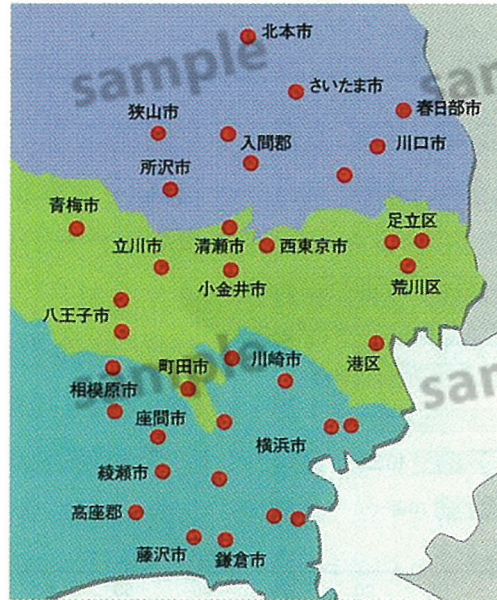 北本市
sample
さいたま市
春日部市
狭山市
入間郡
川口市
所沢市
青梅市
足立区
立川市
清瀬市
西東京市
小金井市
荒川区
八王子市
sample
町田市
川崎市
港区
相模原市
座間市
横浜市
綾瀬市
高座郡
藤沢市
鎌倉市